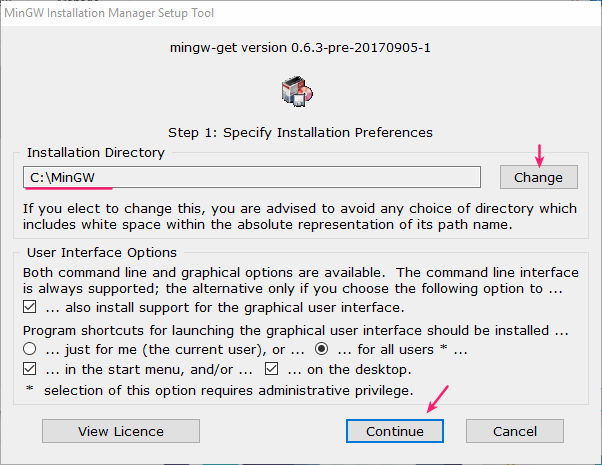 MinGW Installation Manager Setup Tool
mingw-get version 0.6.3-pre-20170905-1
Step 1: Specify Installation Preferences
Installation Directory
C:\MinGW
Change
If you elect to change this, you are advised to avoid any choice of directory which
includes white space within the absolute representation of its path name.
User Interface Options
Both command line and graphical options are available. The command line interface
is always supported; the alternative only if you choose the following option to ...
... also install support for the graphical user interface.
Program shortcuts for launching the graphical user interface should be installed ...
... just for me (the current user), or ... ... for all users * ...
... in the start menu, and/or ... ... on the desktop.
* selection of this option requires administrative privilege.
View Licence Continue Cancel